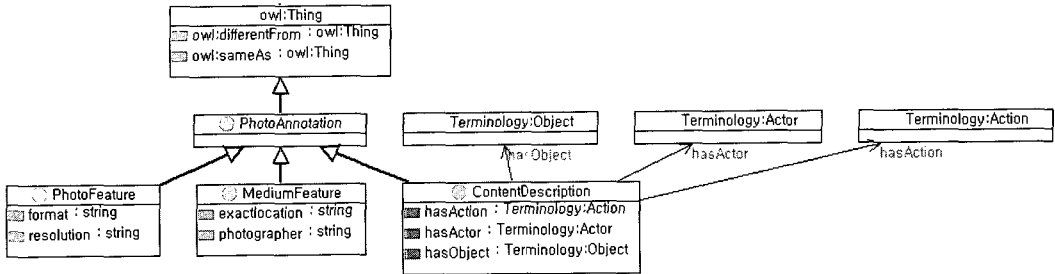 owl:Thing
owl:differentFrom : owl:Thing
owl:sameAs : owl:Thing
PhotoAnnotation
Terminology:Object
Terminology:Actor
Terminology:Action
hasObject
hasActor
hasAction
PhotoFeature
format : string
resolution : string
MediumFeature
exactlocation : string
photographer : string
ContentDescription
hasAction : Terminology:Action
hasActor : Terminology:Actor
hasObject : Terminology:Object